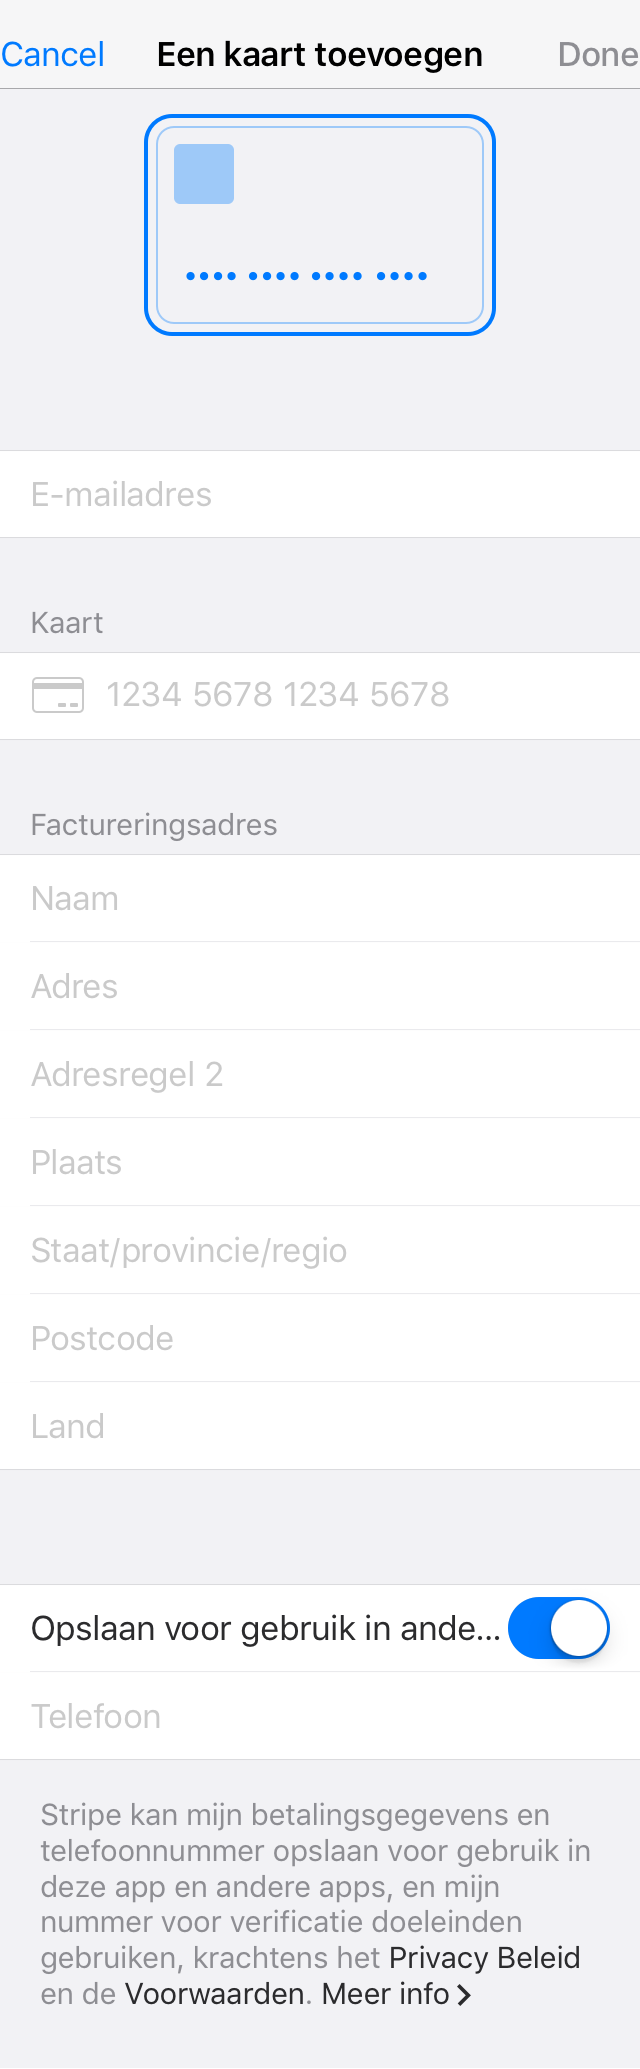 Cancel Een kaart toevoegen Done
•••• •••• •••• ••••
E-mailadres
Kaart
1234 5678 1234 5678
Factureringsadres
Naam
Adres
Adresregel 2
Plaats
Staat/provincie/regio
Postcode
Land
Opslaan voor gebruik in ande...
Telefoon
Stripe kan mijn betalingsgegevens en
telefoonnummer opslaan voor gebruik in
deze app en andere apps, en mijn
nummer voor verificatie doeleinden
gebruiken, krachtens het Privacy Beleid
en de Voorwaarden. Meer info